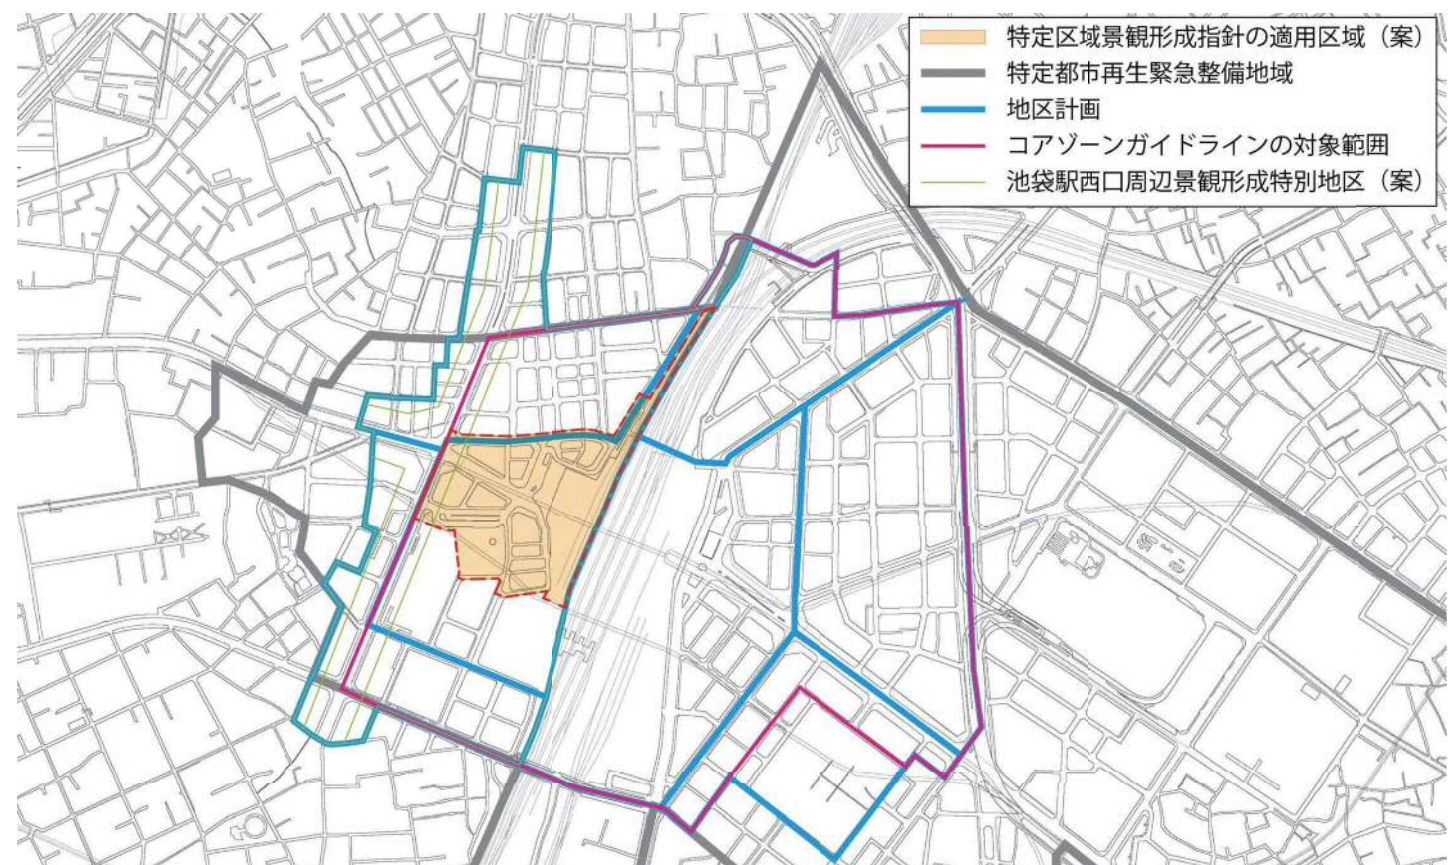 特定区域景観形成指針の適用区域（案）
特定都市再生緊急整備地域
地区計画
コアゾーンガイドラインの対象範囲
池袋駅西口周辺景観形成特別地区（案）